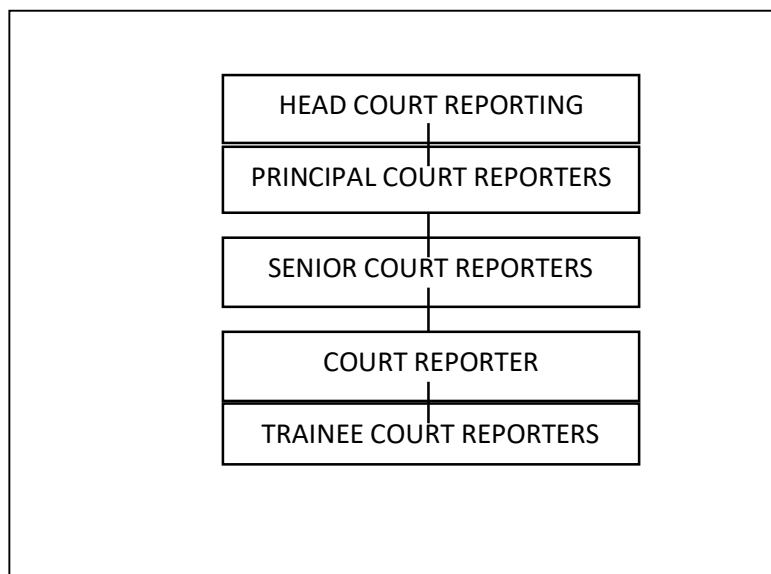 HEAD COURT REPORTING
PRINCIPAL COURT REPORTERS
SENIOR COURT REPORTERS
COURT REPORTER
TRAINEE COURT REPORTERS